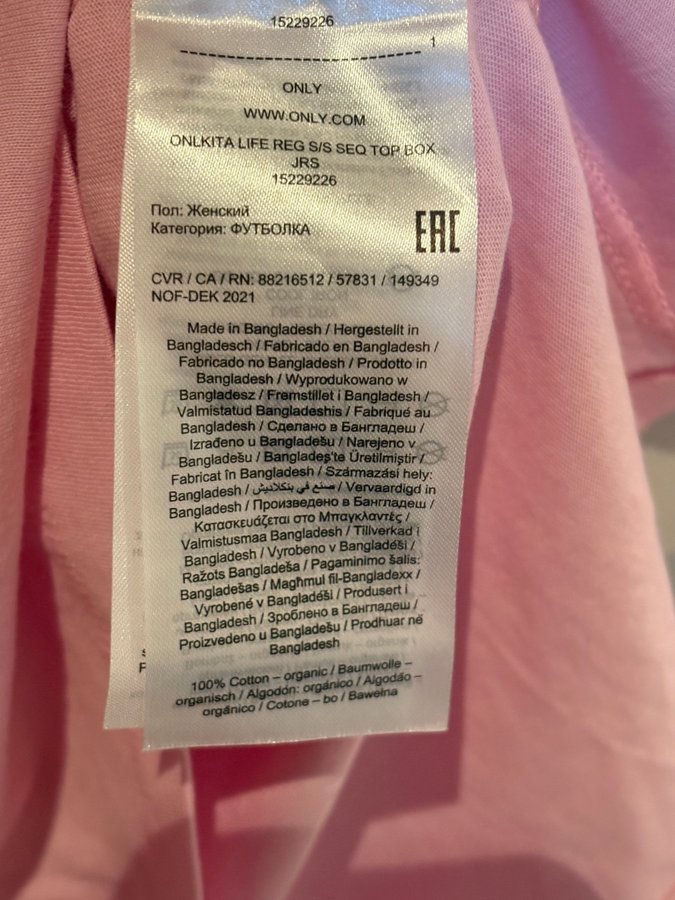 15229226
1
ONLY
WWW.ONLY.COM
ONLKITA LIFE REG S/S SEQ TOP BOX
JRS
15229226
Пол: Женский
Категория: ФУТБОЛКА
EAC
CVR / CA / RN: 88216512 / 57831 / 149349
NOF-DEK 2021
Made in Bangladesh / Hergestellt in
Bangladesch / Fabricado en Bangladesh /
Fabricado no Bangladesh / Prodotto in
Bangladesh / Wyprodukowano w
Bangladesz / Fremstillet i Bangladesh /
Valmistatud Bangladeshis / Fabriqué au
Bangladesh / Сделано в Бангладеш /
Izrađeno u Bangladešu / Narejeno v
Bangladešu / Bangladeş'te Üretilmiştir /
Fabricat în Bangladesh / Származási hely:
Bangladesh / صنع في بنكلاديش / Vervaardigd in
Bangladesh / Произведено в Бангладеш /
Κατασκευάζεται στο Μπαγκλαντές /
Valmistusmaa Bangladesh / Tillverkad i
Bangladesh / Vyrobeno v Bangladéši /
Ražots Bangladeša / Pagaminimo šalis:
Bangladešas / Magħmul fil-Bangladexx /
Vyrobené v Bangladéši / Produsert i
Bangladesh / Зроблено в Бангладеш /
Proizvedeno u Bangladešu / Prodhuar në
Bangladesh
100% Cotton – organic / Baumwolle –
organisch / Algodón: orgánico / Algodão –
orgânico / Cotone – bo / Bawełna